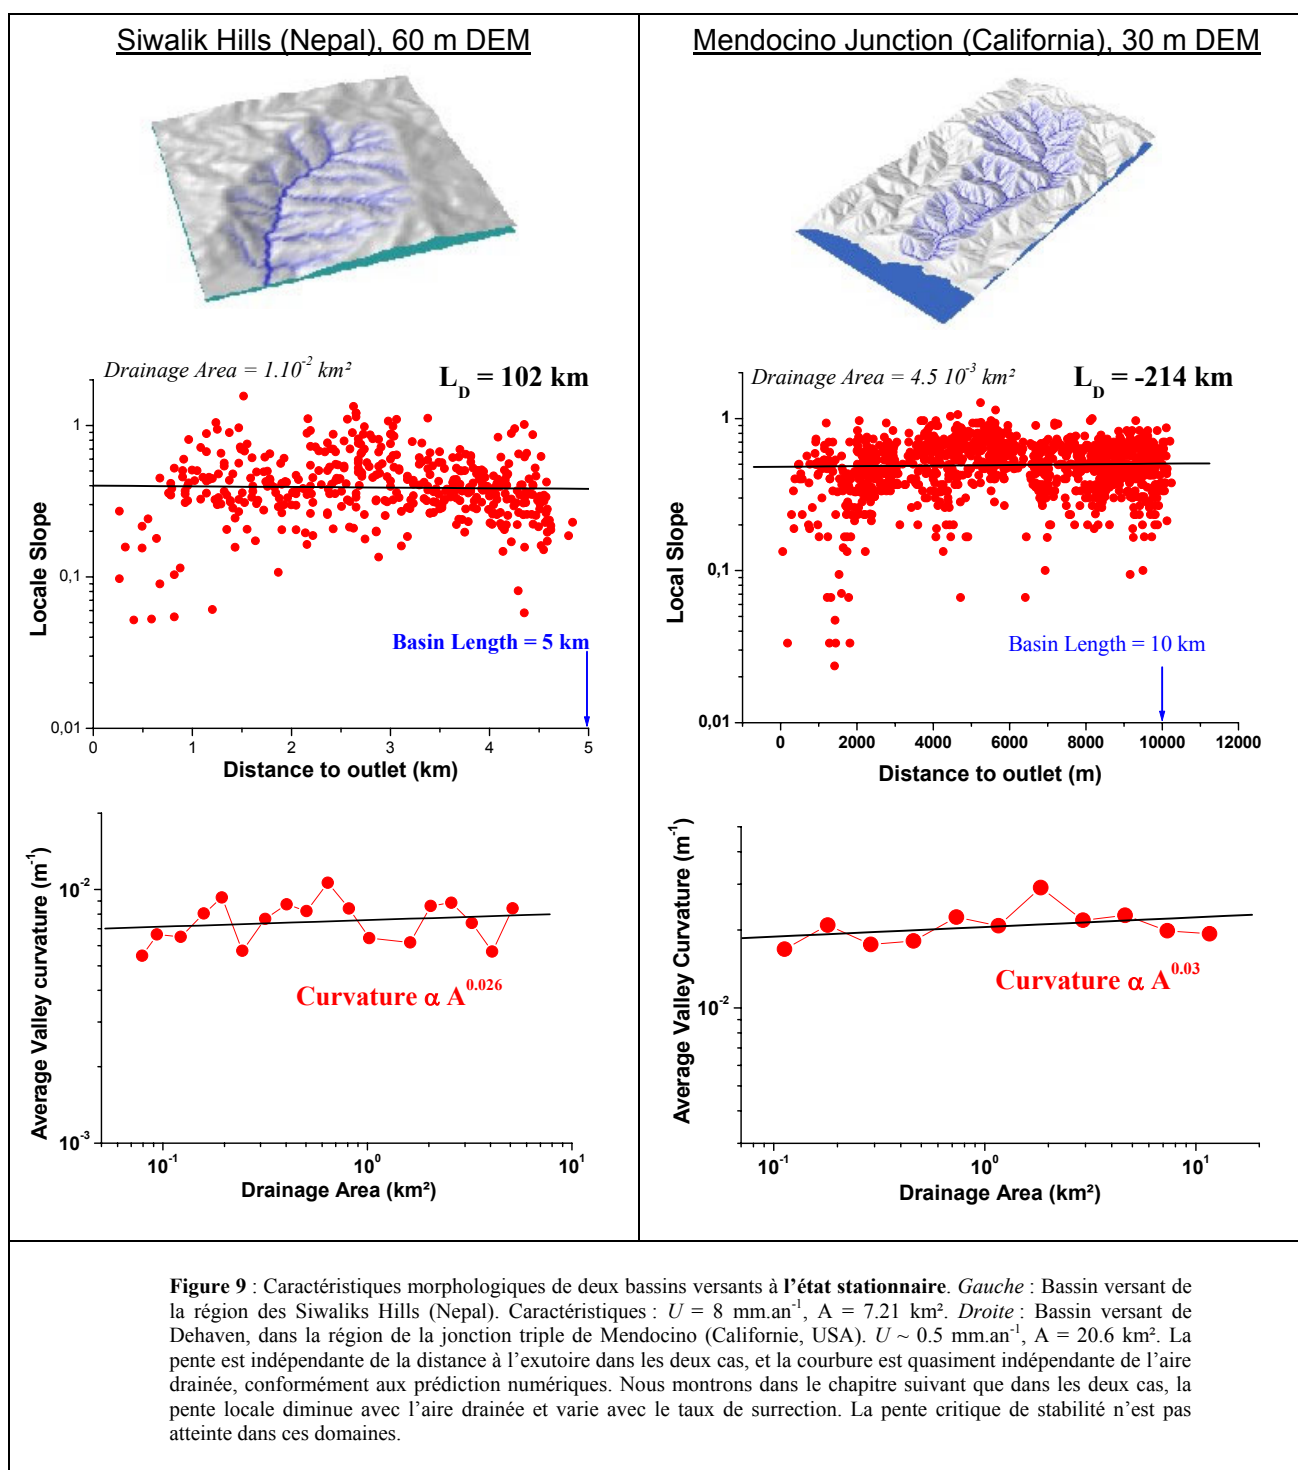 Siwalik Hills (Nepal), 60 m DEM
Drainage Area = 1.10⁻² km²
L_D = 102 km
1
0,1
0,01
Locale Slope
Basin Length = 5 km
0 1 2 3 4 5
Distance to outlet (km)
10⁻²
10⁻³
Average Valley curvature (m⁻¹)
Curvature α A^0.026
10⁻¹ 10⁰ 10¹
Drainage Area (km²)
Mendocino Junction (California), 30 m DEM
Drainage Area = 4.5 10⁻³ km²
L_D = -214 km
1
0,1
0,01
Local Slope
Basin Length = 10 km
0 2000 4000 6000 8000 10000 12000
Distance to outlet (m)
10⁻²
Average Valley Curvature (m⁻¹)
Curvature α A^0.03
10⁻¹ 10⁰ 10¹
Drainage Area (km²)
Figure 9 : Caractéristiques morphologiques de deux bassins versants à l'état stationnaire. Gauche : Bassin versant de
la région des Siwaliks Hills (Nepal). Caractéristiques : U = 8 mm.an⁻¹, A = 7.21 km². Droite : Bassin versant de
Dehaven, dans la région de la jonction triple de Mendocino (Californie, USA). U ~ 0.5 mm.an⁻¹, A = 20.6 km². La
pente est indépendante de la distance à l'exutoire dans les deux cas, et la courbure est quasiment indépendante de l'aire
drainée, conformément aux prédiction numériques. Nous montrons dans le chapitre suivant que dans les deux cas, la
pente locale diminue avec l'aire drainée et varie avec le taux de surrection. La pente critique de stabilité n'est pas
atteinte dans ces domaines.